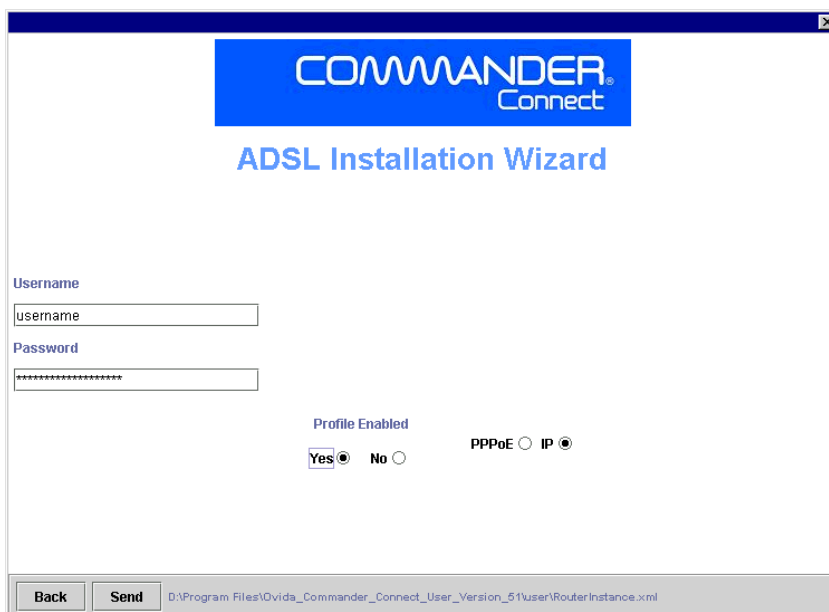 COMMANDER®
Connect
ADSL Installation Wizard
Username
username
Password
*******************
Profile Enabled
Yes No PPPoE IP
Back Send D:\Program Files\Ovida_Commander_Connect_User_Version_51\user\RouterInstance.xml